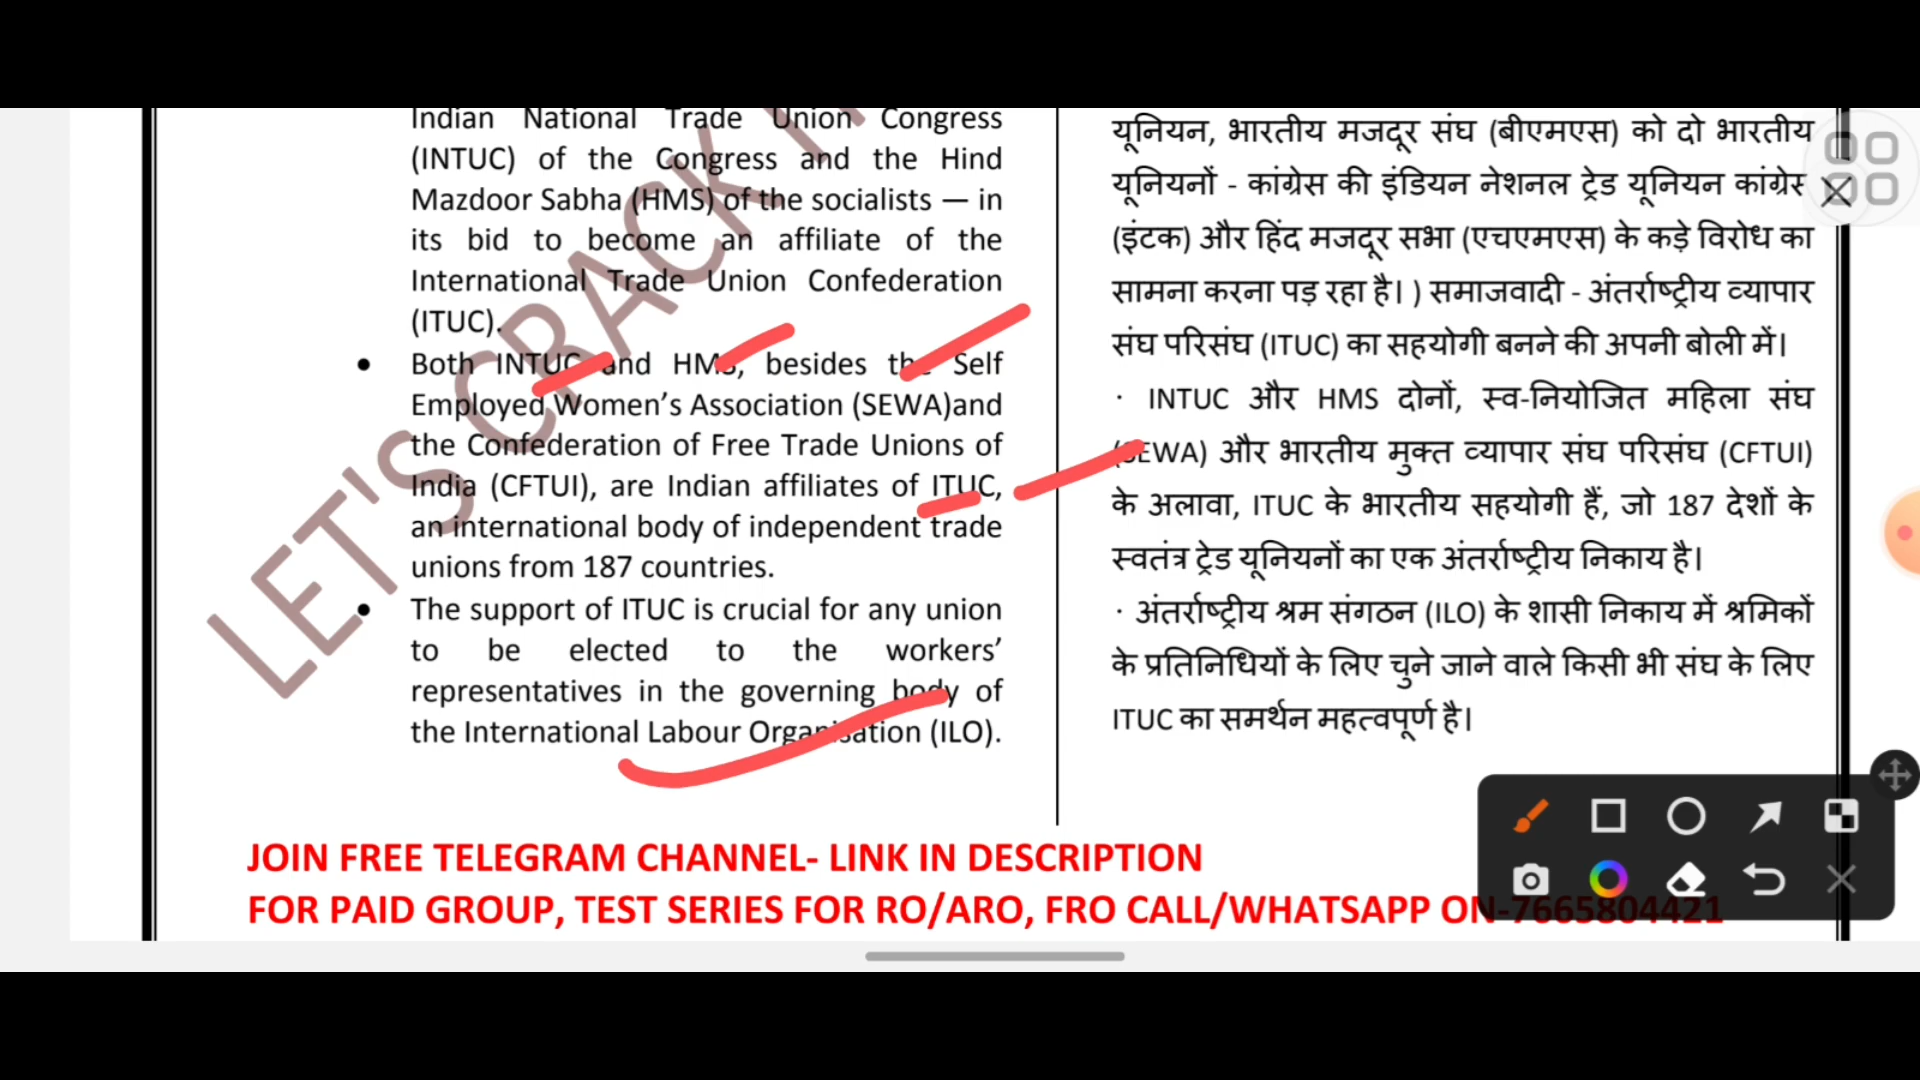 Indian National Trade Union Congress
(INTUC) of the Congress and the Hind
Mazdoor Sabha (HMS) of the socialists — in
its bid to become an affiliate of the
International Trade Union Confederation
(ITUC).
• Both INTUC and HMS, besides the Self
Employed Women’s Association (SEWA)and
the Confederation of Free Trade Unions of
India (CFTUI), are Indian affiliates of ITUC,
an international body of independent trade
unions from 187 countries.
• The support of ITUC is crucial for any union
to be elected to the workers’
representatives in the governing body of
the International Labour Organisation (ILO).
यूनियन, भारतीय मजदूर संघ (बीएमएस) को दो भारतीय
यूनियनों - कांग्रेस की इंडियन नेशनल ट्रेड यूनियन कांग्रेस
(इंटक) और हिंद मजदूर सभा (एचएमएस) के कड़े विरोध का
सामना करना पड़ रहा है। ) समाजवादी - अंतर्राष्ट्रीय व्यापार
संघ परिसंघ (ITUC) का सहयोगी बनने की अपनी बोली में।
· INTUC और HMS दोनों, स्व-नियोजित महिला संघ
(SEWA) और भारतीय मुक्त व्यापार संघ परिसंघ (CFTUI)
के अलावा, ITUC के भारतीय सहयोगी हैं, जो 187 देशों के
स्वतंत्र ट्रेड यूनियनों का एक अंतर्राष्ट्रीय निकाय है।
· अंतर्राष्ट्रीय श्रम संगठन (ILO) के शासी निकाय में श्रमिकों
के प्रतिनिधियों के लिए चुने जाने वाले किसी भी संघ के लिए
ITUC का समर्थन महत्वपूर्ण है।
LET'S CRACK IT
JOIN FREE TELEGRAM CHANNEL- LINK IN DESCRIPTION
FOR PAID GROUP, TEST SERIES FOR RO/ARO, FRO CALL/WHATSAPP ON-7665804421